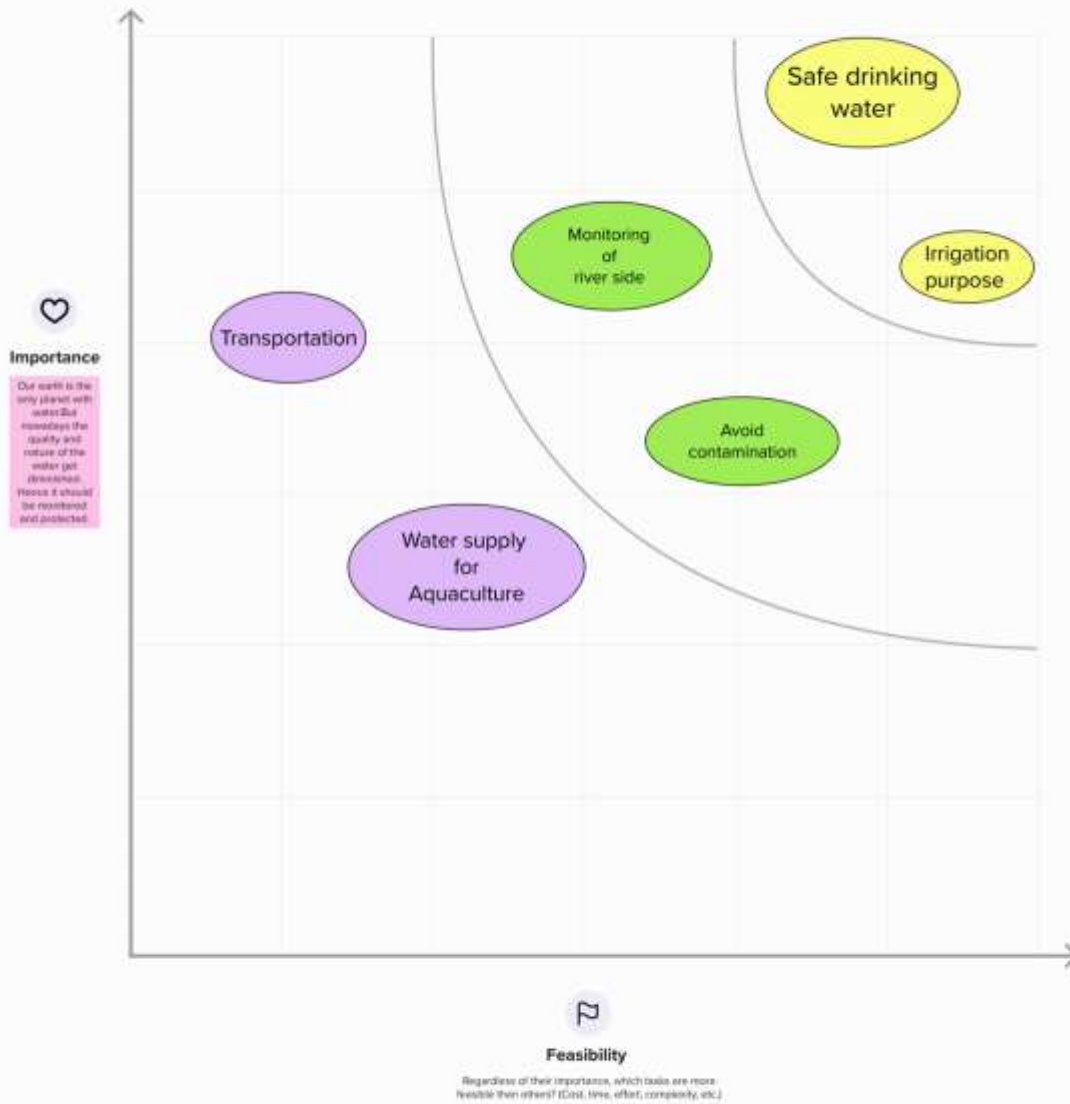 Safe drinking
water
Monitoring
of
river side
Irrigation
purpose
Transportation
Importance
Our earth is the
only planet with
water.But
nowadays the
quality and
nature of the
water get
diminished.
Hence it should
be monitored
and protected.
Avoid
contamination
Water supply
for
Aquaculture
Feasibility
Regardless of their importance, which tasks are more
feasible than others? (Cost, time, effort, complexity, etc.)